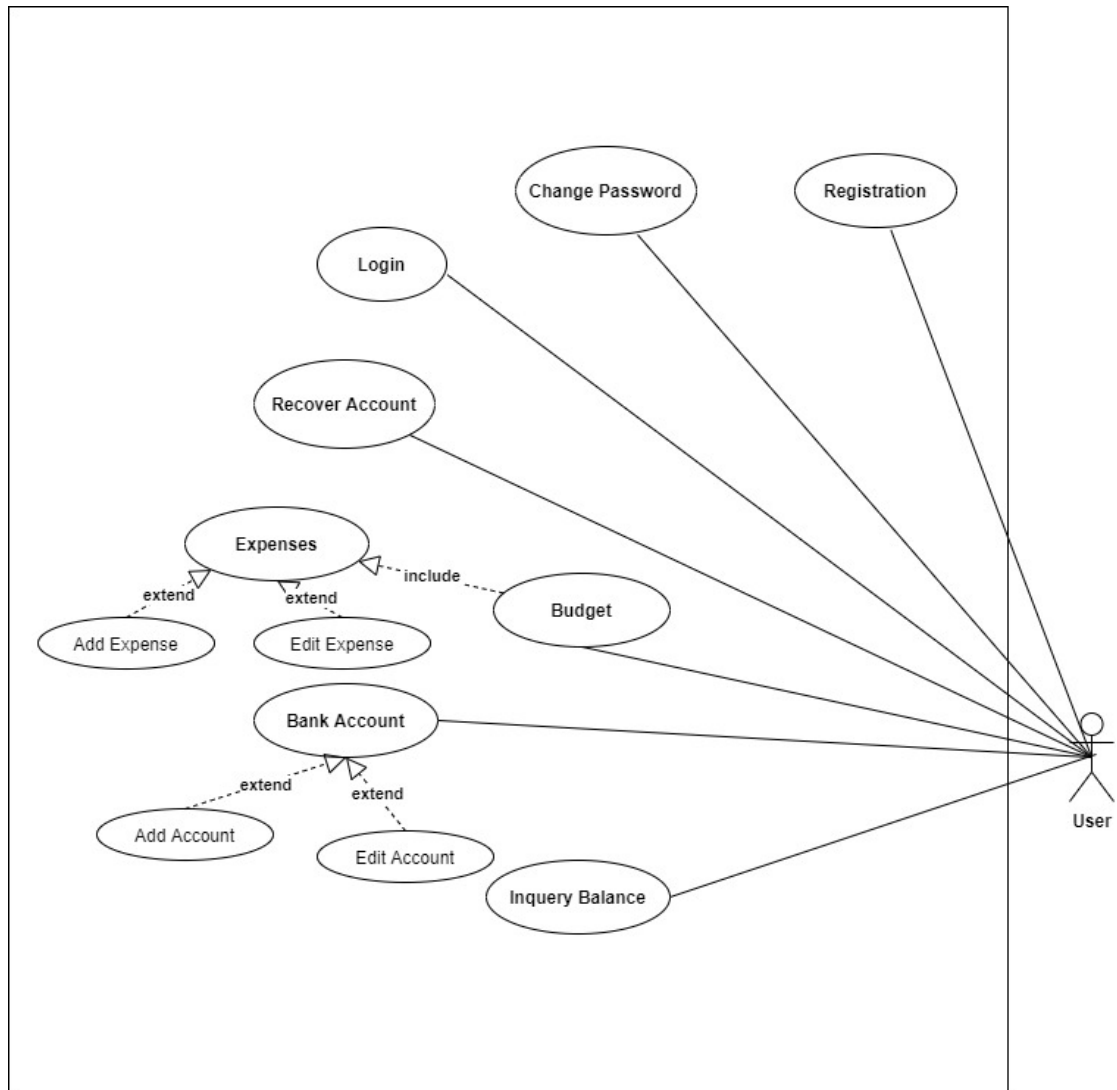 Change Password
Registration
Login
Recover Account
Expenses
include
extend
extend
Budget
Add Expense
Edit Expense
Bank Account
extend
extend
Add Account
Edit Account
User
Inquery Balance